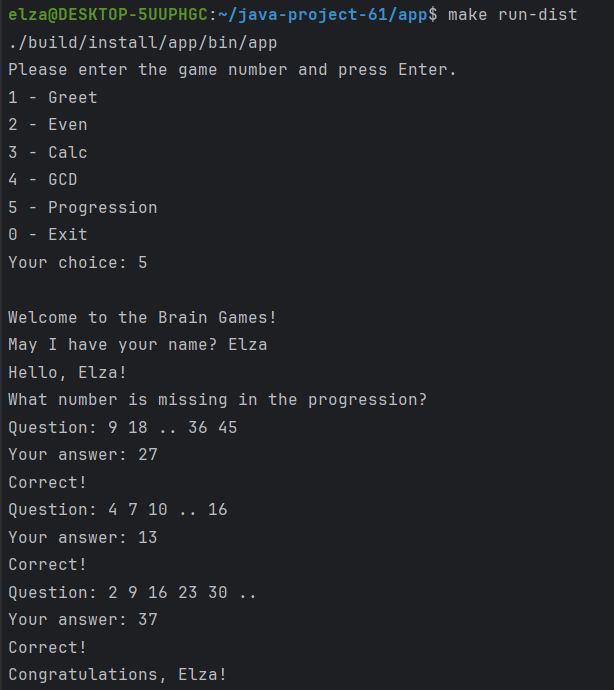 elza@DESKTOP-5UUPHGC:~/java-project-61/app$ make run-dist
./build/install/app/bin/app
Please enter the game number and press Enter.
1 - Greet
2 - Even
3 - Calc
4 - GCD
5 - Progression
0 - Exit
Your choice: 5
Welcome to the Brain Games!
May I have your name? Elza
Hello, Elza!
What number is missing in the progression?
Question: 9 18 .. 36 45
Your answer: 27
Correct!
Question: 4 7 10 .. 16
Your answer: 13
Correct!
Question: 2 9 16 23 30 ..
Your answer: 37
Correct!
Congratulations, Elza!